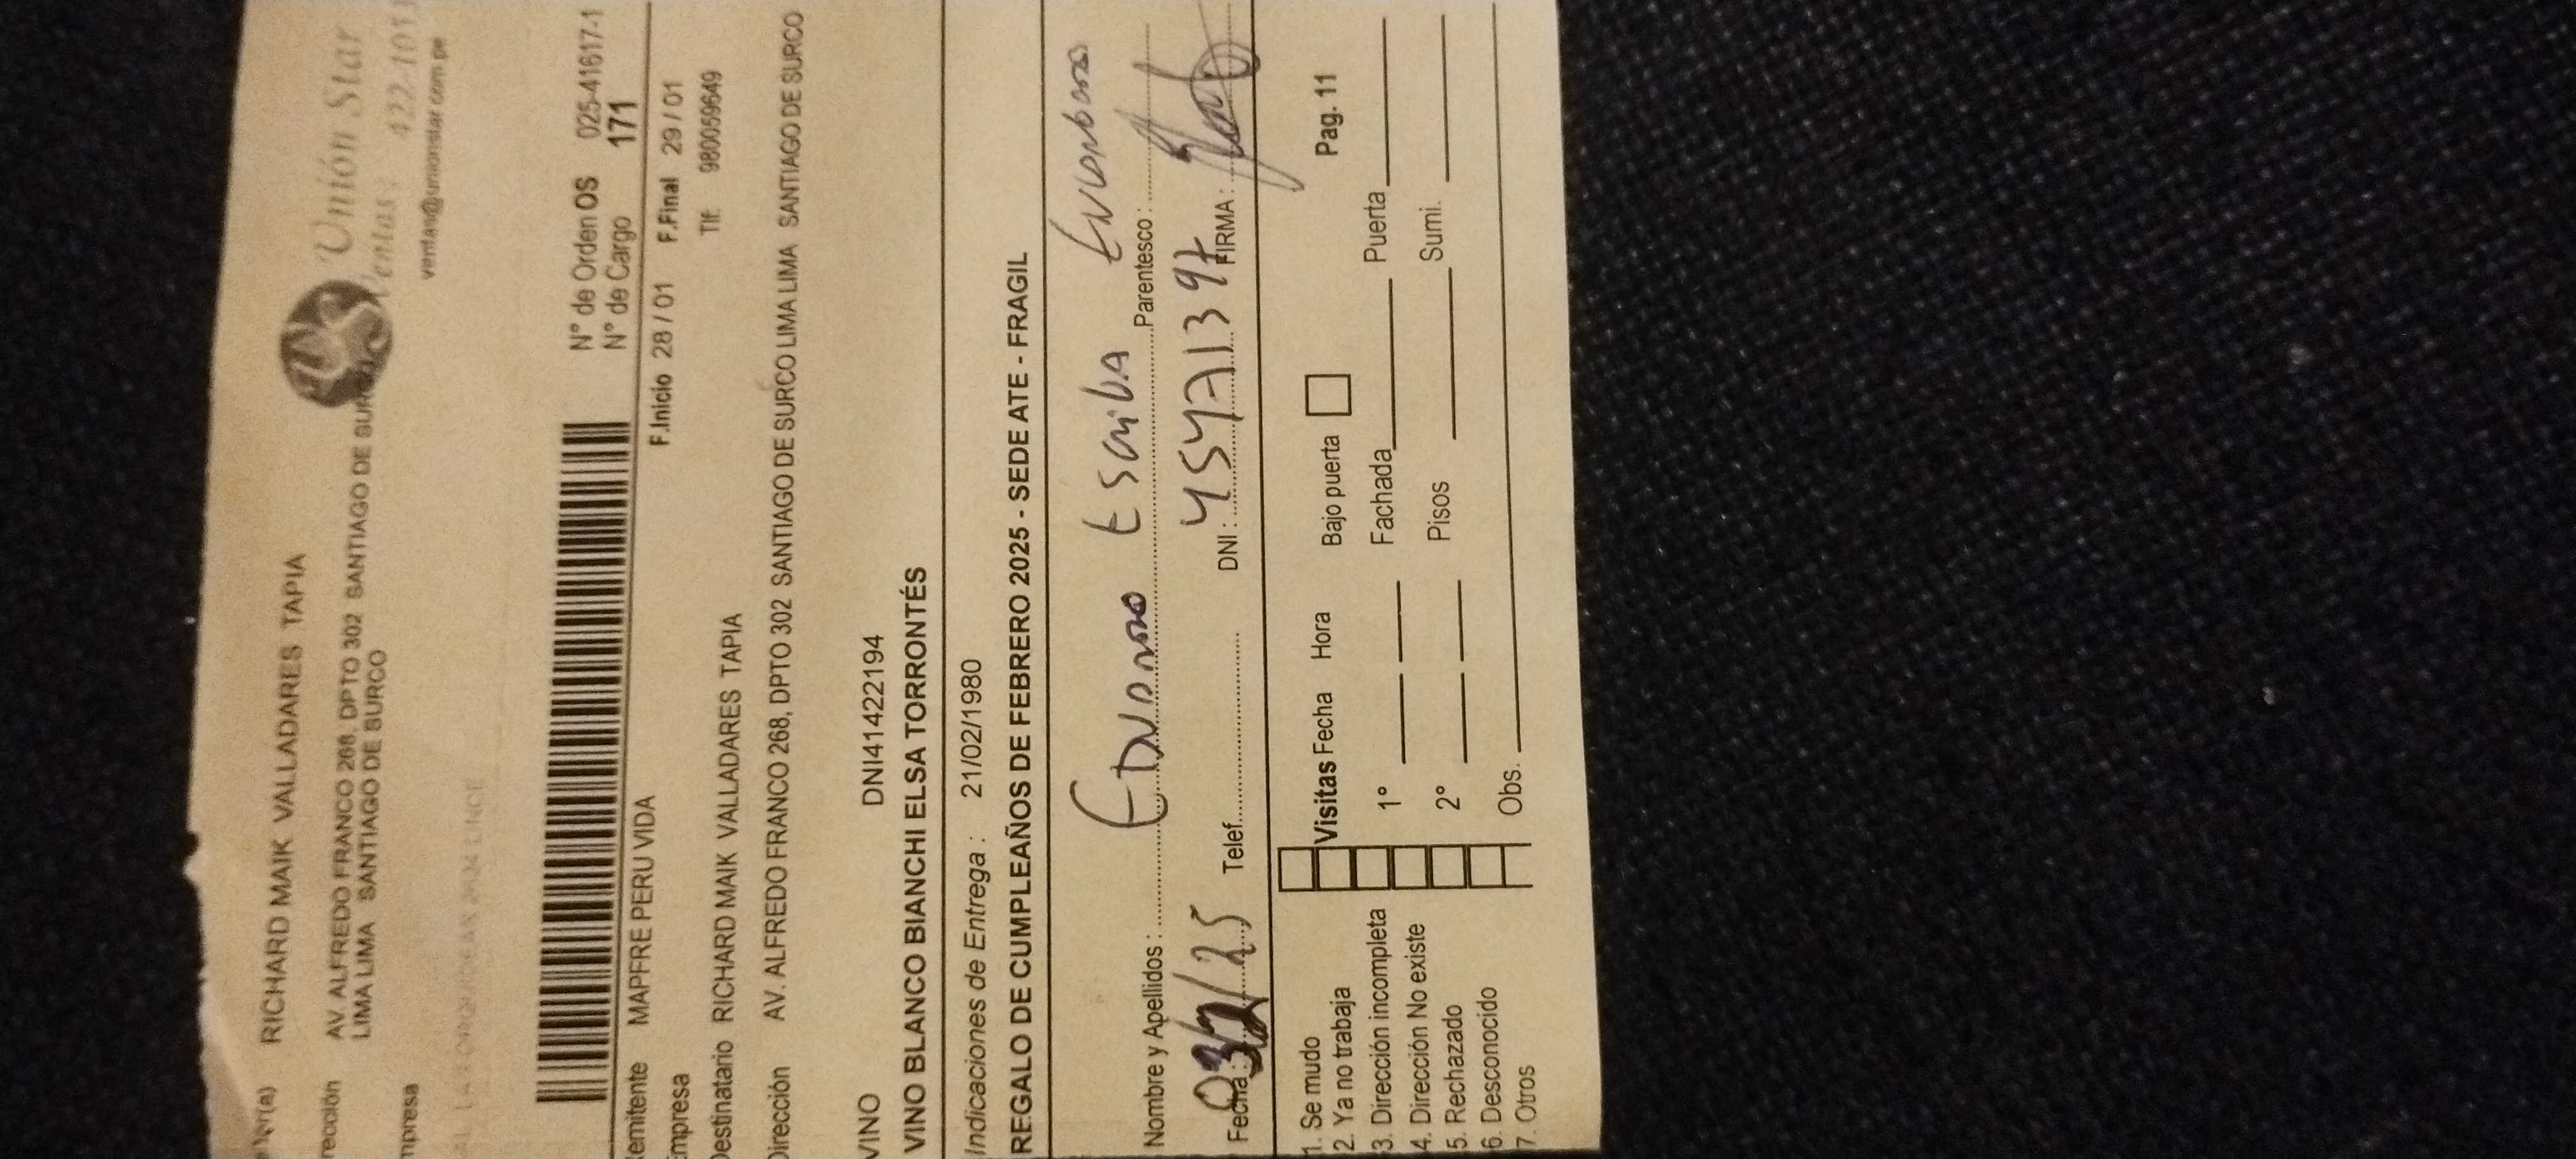 RICHARD MAIK VALLADARES TAPIA
Unión Star
rección AV. ALFREDO FRANCO 268, DPTO 302 SANTIAGO DE SURCO
LIMA LIMA SANTIAGO DE SURCO
Ventas: 422-101
ventas@unionstar.com.pe
mpresa
N° de Orden OS 025-41617-1
N° de Cargo 171
emitente MAPFRE PERU VIDA
F.Inicio 28 / 01 F.Final 29 / 01
mpresa
Tlf. 980059649
Destinatario RICHARD MAIK VALLADARES TAPIA
Dirección AV. ALFREDO FRANCO 268, DPTO 302 SANTIAGO DE SURCO LIMA LIMA SANTIAGO DE SURCO
VINO DNI41422194
VINO BLANCO BIANCHI ELSA TORRONTÉS
Indicaciones de Entrega : 21/02/1980
REGALO DE CUMPLEAÑOS DE FEBRERO 2025 - SEDE ATE - FRAGIL
Nombre y Apellidos : Parentesco :
Fecha : Telef. DNI : 45471397 FIRMA :
1. Se mudo Visitas Fecha Hora Bajo puerta Pag. 11
2. Ya no trabaja
3. Dirección incompleta 1° Fachada Puerta
4. Dirección No existe
5. Rechazado 2° Pisos Sumi.
6. Desconocido
7. Otros Obs.